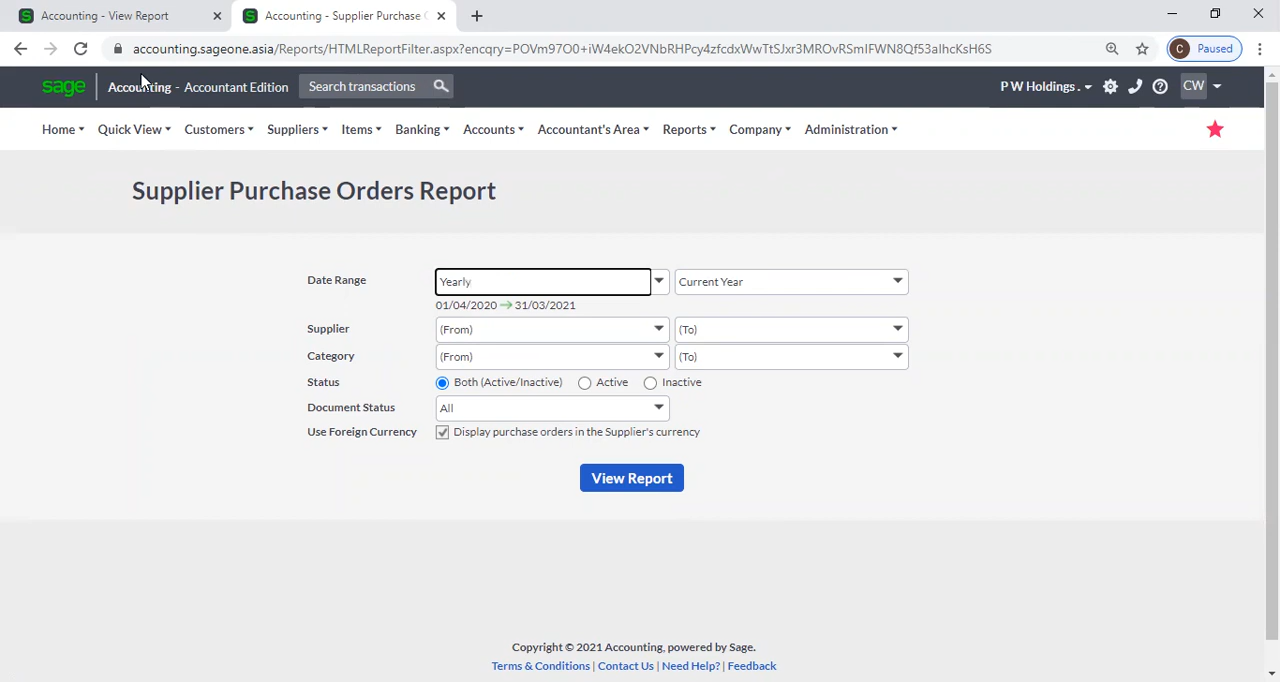 Accounting - View Report
Accounting - Supplier Purchase O
accounting.sageone.asia/Reports/HTMLReportFilter.aspx?encqry=POVm97O0+iW4ekO2VNbRHPcy4zfcdxWwTtSJxr3MROvRSmIFWN8Qf53aIhcKsH6S
C Paused
sage Accounting - Accountant Edition Search transactions P W Holdings . CW
Home Quick View Customers Suppliers Items Banking Accounts Accountant's Area Reports Company Administration
Supplier Purchase Orders Report
Date Range Yearly Current Year
01/04/2020 31/03/2021
Supplier (From) (To)
Category (From) (To)
Status Both (Active/Inactive) Active Inactive
Document Status All
Use Foreign Currency Display purchase orders in the Supplier's currency
View Report
Copyright © 2021 Accounting, powered by Sage.
Terms & Conditions | Contact Us | Need Help? | Feedback